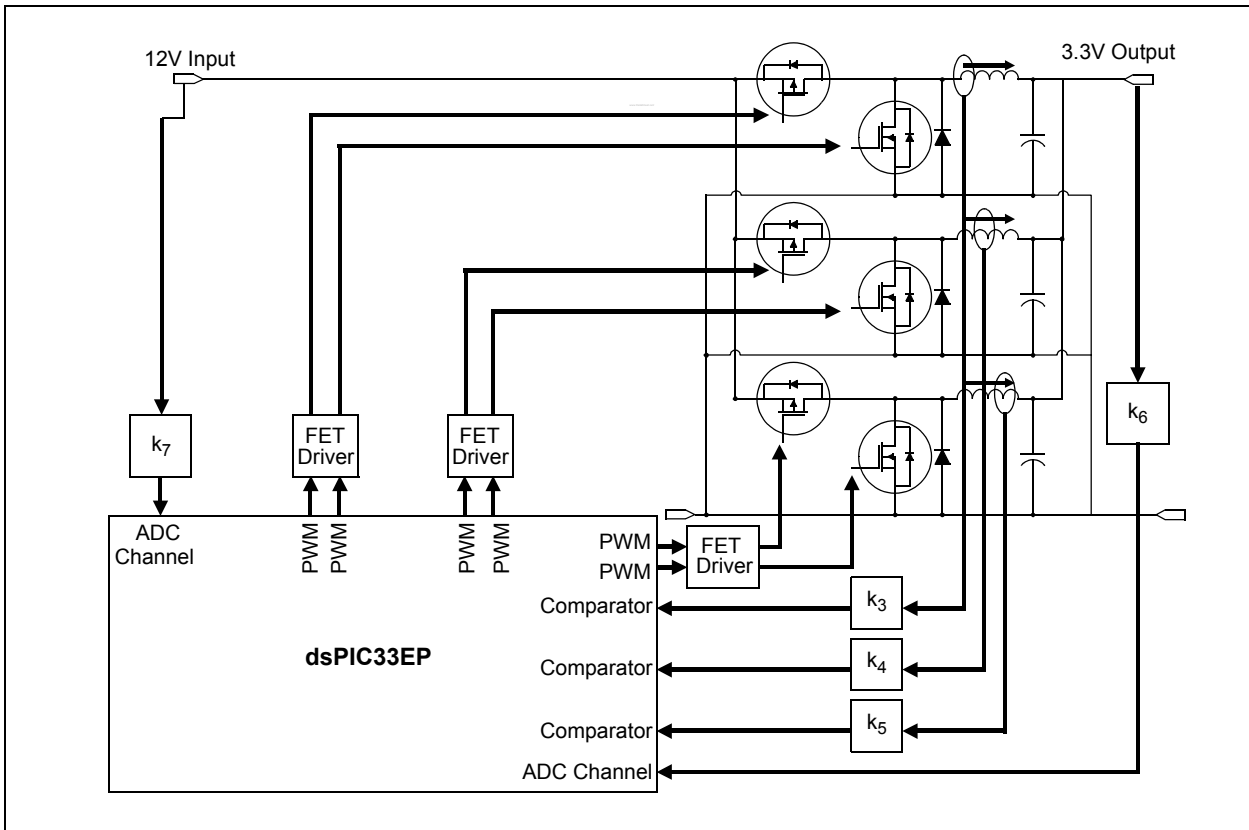 12V Input
3.3V Output
k7
FET
Driver
FET
Driver
k6
ADC
Channel
PWM
PWM
PWM
PWM
PWM
PWM
FET
Driver
Comparator
k3
dsPIC33EP
Comparator
k4
Comparator
k5
ADC Channel